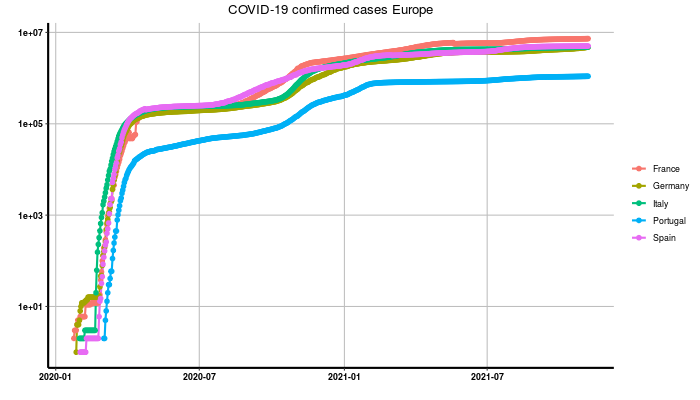 COVID-19 confirmed cases Europe
1e+07
1e+05
1e+03
1e+01
2020-01 2020-07 2021-01 2021-07
France
Germany
Italy
Portugal
Spain